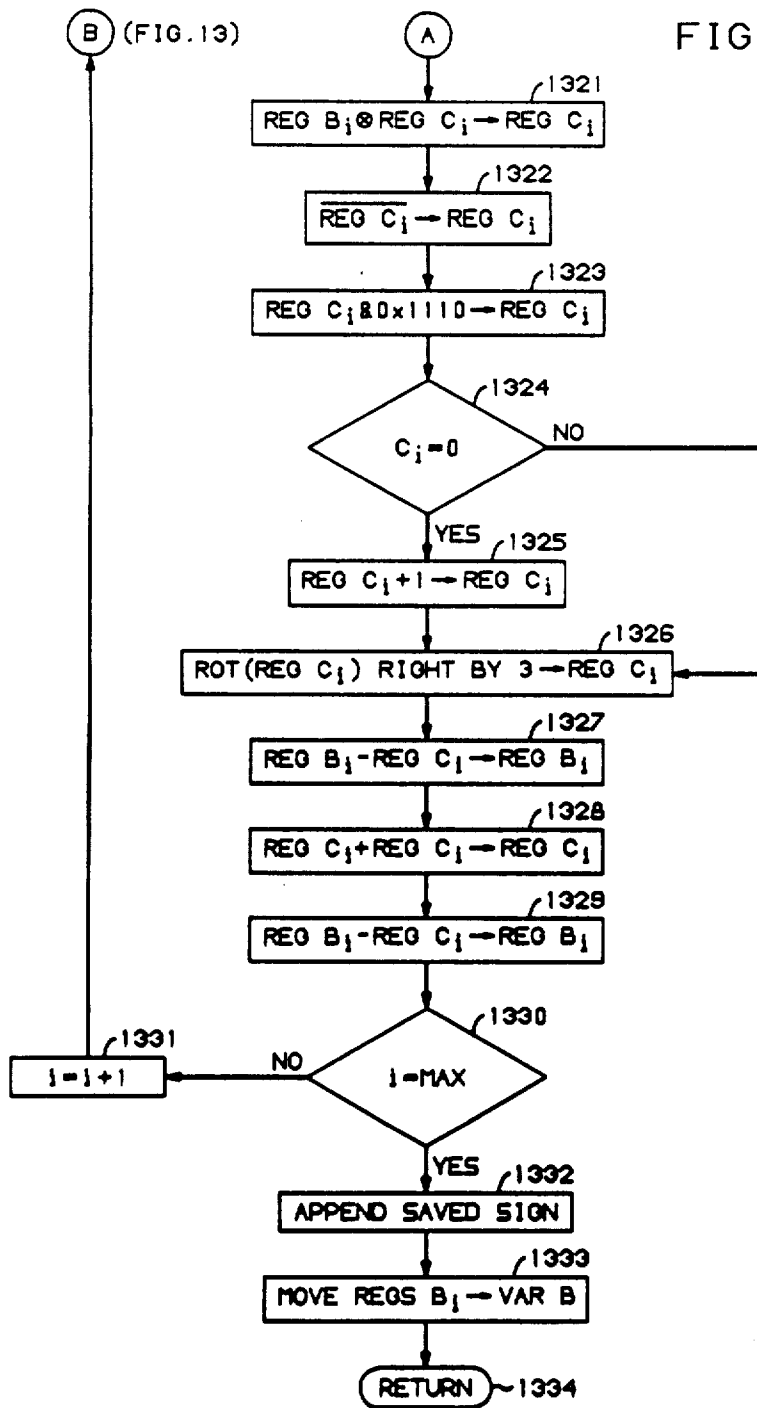 B (FIG.13)
A
FIG
1321
REG Bi⊗REG Ci→REG Ci
1322
R̅E̅G̅ ̅C̅i̅→REG Ci
1323
REG Ci&0x1110→REG Ci
1324
Ci=0
NO
YES
1325
REG Ci+1→REG Ci
1326
ROT(REG Ci) RIGHT BY 3→REG Ci
1327
REG Bi-REG Ci→REG Bi
1328
REG Ci+REG Ci→REG Ci
1329
REG Bi-REG Ci→REG Bi
1330
i=MAX
NO
1331
i=i+1
YES
1332
APPEND SAVED SIGN
1333
MOVE REGS Bi→VAR B
RETURN
1334